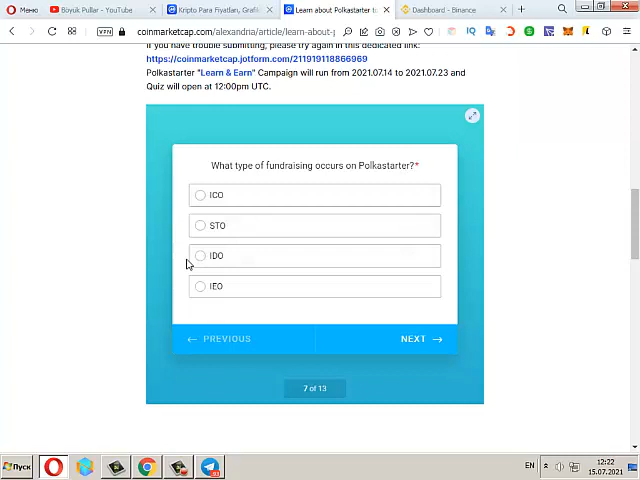 Меню
Böyük Pullar - YouTube
Kripto Para Fiyatları, Grafik
Learn about Polkastarter to
Dashboard - Binance
VPN
coinmarketcap.com/alexandra/article/learn-about-p
If you have trouble submitting, please try again in this dedicated link:
https://coinmarketcap.jotform.com/211919118866969
Polkastarter "Learn & Earn" Campaign will run from 2021.07.14 to 2021.07.23 and
Quiz will open at 12:00pm UTC.
What type of fundraising occurs on Polkastarter?*
ICO
STO
IDO
IEO
← PREVIOUS
NEXT →
7 of 13
Пуск
EN
12:22
15.07.2021